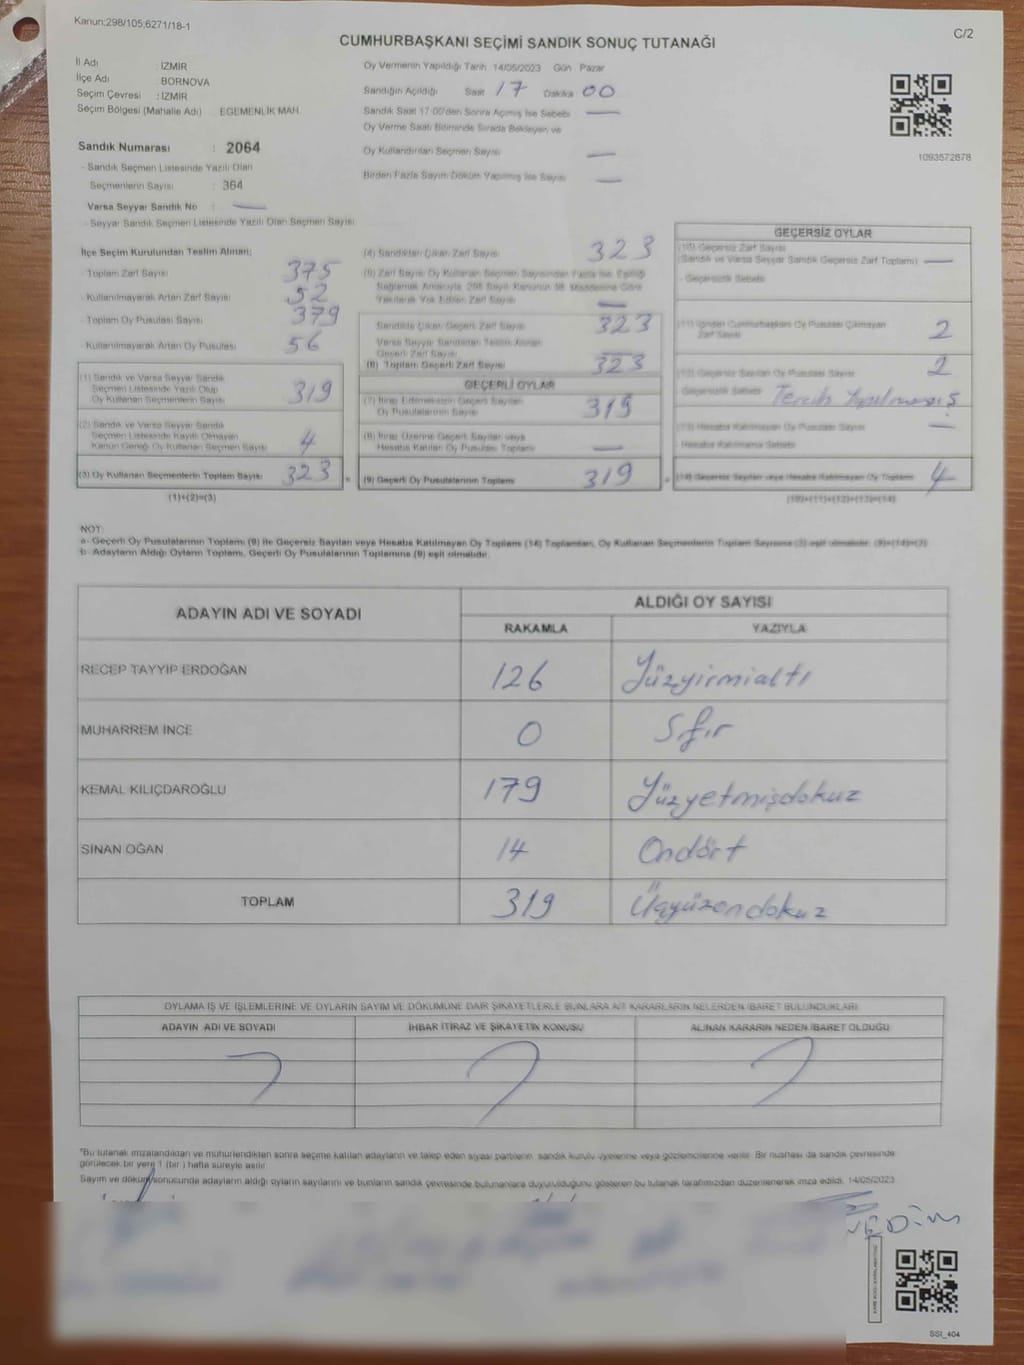 Kanun;298/105;6271/18-1
C/2
CUMHURBAŞKANI SEÇİMİ SANDIK SONUÇ TUTANAĞI
İl Adı : İZMİR
İlçe Adı : BORNOVA
Seçim Çevresi : İZMİR
Seçim Bölgesi (Mahalle Adı) : EGEMENLİK MAH.
Sandık Numarası : 2064
- Sandık Seçmen Listesinde Yazılı Olan
Seçmenlerin Sayısı : 364
Varsa Seyyar Sandık No : —
- Seyyar Sandık Seçmen Listesinde Yazılı Olan Seçmen Sayısı
Oy Vermenin Yapıldığı Tarih 14/05/2023 Gün Pazar
Sandığın Açıldığı Saat 17 Dakika 00
Sandık Saat 17:00'den Sonra Açılmış İse Sebebi —
Oy Verme Saati Bitiminde Sırada Bekleyen ve
Oy Kullandırılan Seçmen Sayısı —
Birden Fazla Sayım Döküm Yapılmış İse Sayısı —
1093572878
İlçe Seçim Kurulundan Teslim Alınan;
- Toplam Zarf Sayısı 375
- Kullanılmayarak Artan Zarf Sayısı 52
- Toplam Oy Pusulası Sayısı 379
- Kullanılmayarak Artan Oy Pusulası 56
(1) Sandık ve Varsa Seyyar Sandık
Seçmen Listesinde Yazılı Olup
Oy Kullanan Seçmenlerin Sayısı 319
(2) Sandık ve Varsa Seyyar Sandık
Seçmen Listesinde Kayıtlı Olmayan
Kanun Gereği Oy Kullanan Seçmen Sayısı 4
(3) Oy Kullanan Seçmenlerin Toplam Sayısı 323
(1)+(2)=(3)
(4) Sandıktan Çıkan Zarf Sayısı 323
(5) Zarf Sayısı Oy Kullanan Seçmen Sayısından Fazla İse, Eşitliği
Sağlamak Amacıyla 298 Sayılı Kanunun 98. Maddesine Göre
Yakılarak Yok Edilen Zarf Sayısı —
Sandıkta Çıkan Geçerli Zarf Sayısı 323
Varsa Seyyar Sandıktan Teslim Alınan
Geçerli Zarf Sayısı —
(6) Toplam Geçerli Zarf Sayısı 323
GEÇERLİ OYLAR
(7) İtiraz Edilmeksizin Geçerli Sayılan
Oy Pusulalarının Sayısı 319
(8) İtiraz Üzerine Geçerli Sayılan veya
Hesaba Katılan Oy Pusulası Toplamı —
(9) Geçerli Oy Pusulalarının Toplamı 319
GEÇERSİZ OYLAR
(10) Geçersiz Zarf Sayısı
(Sandık ve Varsa Seyyar Sandık Geçersiz Zarf Toplamı) —
- Geçersizlik Sebebi
(11) İçinden Cumhurbaşkanı Oy Pusulası Çıkmayan
Zarf Sayısı 2
(12) Geçersiz Sayılan Oy Pusulası Sayısı 2
- Geçersizlik Sebebi Tercih Yapılmamış
(13) Hesaba Katılmayan Oy Pusulası Sayısı —
- Hesaba Katılmama Sebebi
(14) Geçersiz Sayılan veya Hesaba Katılmayan Oy Toplamı 4
(10)+(11)+(12)+(13)=(14)
NOT:
a- Geçerli Oy Pusulalarının Toplamı (9) ile Geçersiz Sayılan veya Hesaba Katılmayan Oy Toplamı (14) Toplamları, Oy Kullanan Seçmenlerin Toplam Sayısına (3) eşit olmalıdır. (9)+(14)=(3)
b- Adayların Aldığı Oyların Toplamı, Geçerli Oy Pusulalarının Toplamına (9) eşit olmalıdır.
ADAYIN ADI VE SOYADI
ALDIĞI OY SAYISI
RAKAMLA YAZIYLA
RECEP TAYYİP ERDOĞAN 126 Yüzyirmialtı
MUHARREM İNCE 0 Sıfır
KEMAL KILIÇDAROĞLU 179 Yüzyetmişdokuz
SİNAN OĞAN 14 Ondört
TOPLAM 319 Üçyüzondokuz
OYLAMA İŞ VE İŞLEMLERİNE VE OYLARIN SAYIM VE DÖKÜMÜNE DAİR ŞİKAYETLERLE BUNLARA AİT KARARLARIN NELERDEN İBARET BULUNDUKLARI
ADAYIN ADI VE SOYADI İHBAR İTİRAZ VE ŞİKAYETİN KONUSU ALINAN KARARIN NEDEN İBARET OLDUĞU
*Bu tutanak imzalandıktan ve mühürlendikten sonra seçime katılan adayların ve talep eden siyasi partilerin, sandık kurulu üyelerine veya gözlemcilerine verilir. Bir nüshası da sandık çevresinde
görülecek bir yere 1 (bir ) hafta süreyle asılır.
Sayım ve döküm sonucunda adayların aldığı oyların sayılarını ve bunların sandık çevresinde bulunanlara duyurulduğunu gösteren bu tutanak tarafımızdan düzenlenerek imza edildi. 14/05/2023
SSI_404